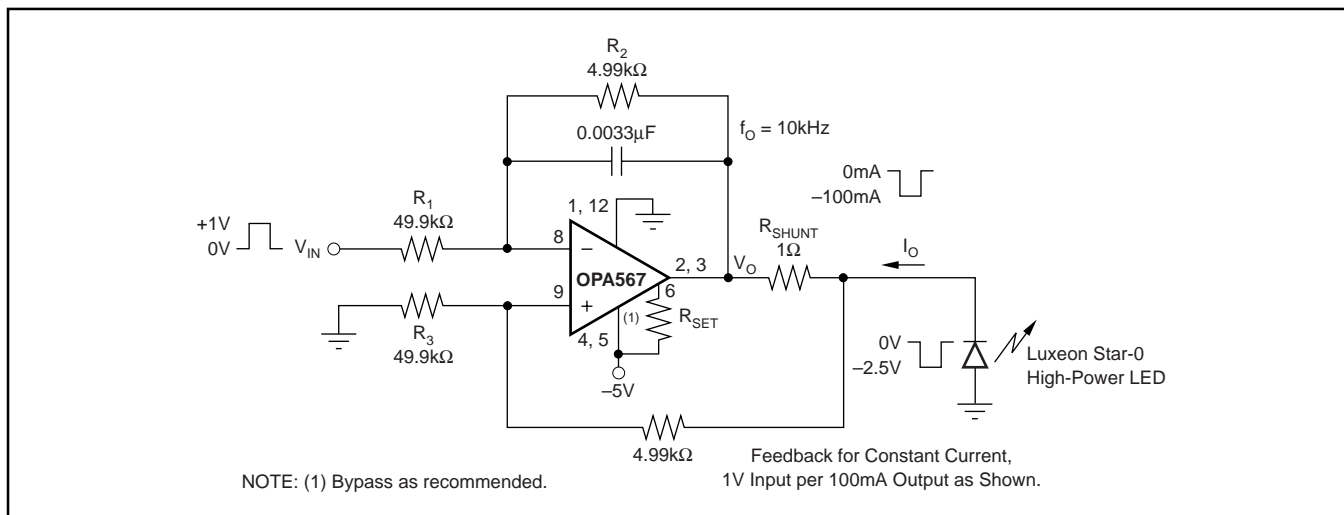 R2
4.99kΩ
0.0033μF
fO = 10kHz
0mA
–100mA
R1
49.9kΩ
1, 12
RSHUNT
1Ω
+1V
0V
VIN
8
–
OPA567
2, 3
VO
IO
9
+
6
(1)
RSET
R3
49.9kΩ
4, 5
–5V
0V
–2.5V
Luxeon Star-0
High-Power LED
4.99kΩ
Feedback for Constant Current,
1V Input per 100mA Output as Shown.
NOTE: (1) Bypass as recommended.